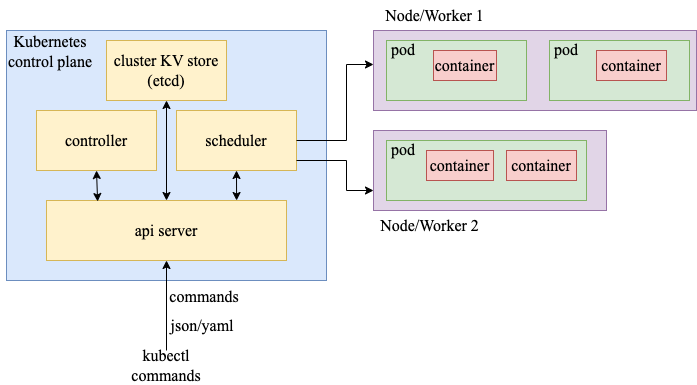 Node/Worker 1
Kubernetes
control plane
cluster KV store
(etcd)
controller
scheduler
api server
pod
container
pod
container
pod
container
container
Node/Worker 2
commands
json/yaml
kubectl
commands